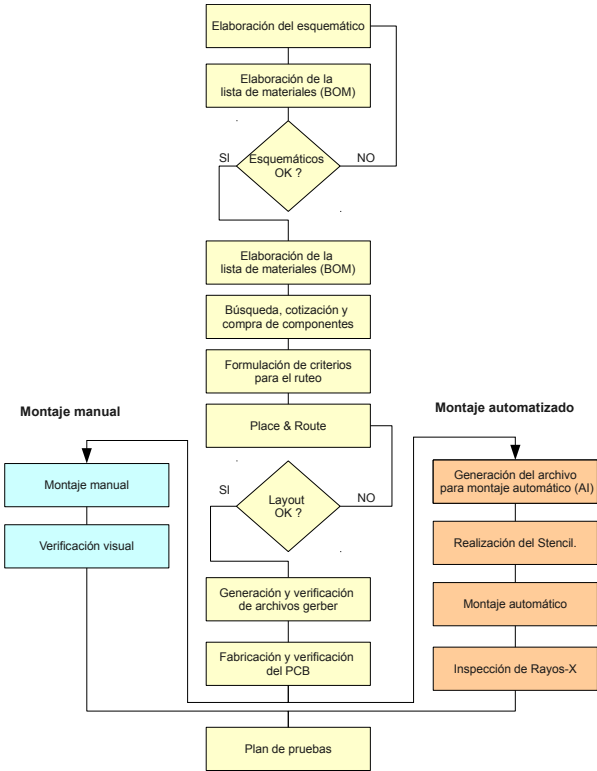 Elaboración del esquemático
Elaboración de la
lista de materiales (BOM)
Esquemáticos
OK ?
SI
NO
Elaboración de la
lista de materiales (BOM)
Búsqueda, cotización y
compra de componentes
Formulación de criterios
para el ruteo
Place & Route
Layout
OK ?
SI
NO
Generación y verificación
de archivos gerber
Fabricación y verificación
del PCB
Montaje manual
Montaje manual
Verificación visual
Montaje automatizado
Generación del archivo
para montaje automático (AI)
Realización del Stencil.
Montaje automático
Inspección de Rayos-X
Plan de pruebas